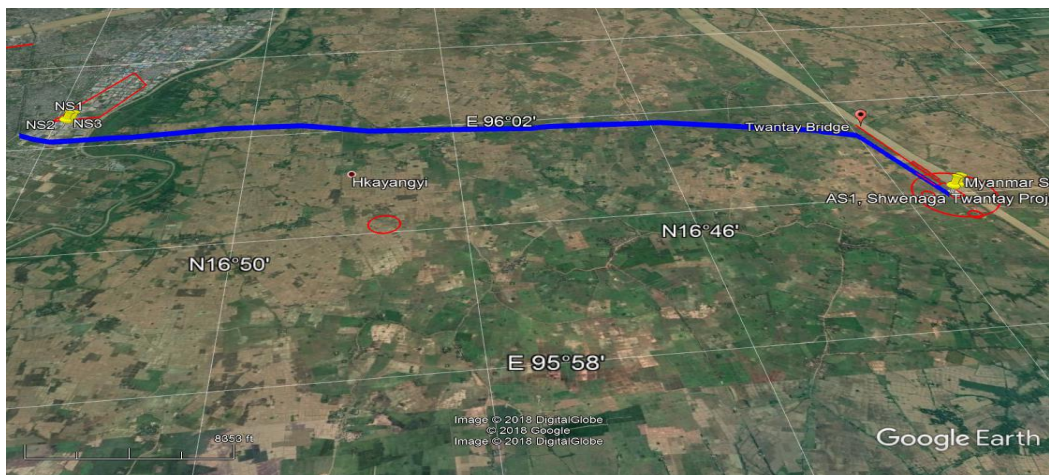 NS1
NS2
NS3
E 96°02'
Twantay Bridge
Hkayangyi
Myanmar S
AS1, Shwenaga Twantay Proj
N16°46'
N16°50'
E 95°58'
Image © 2018 DigitalGlobe
© 2018 Google
Image © 2018 DigitalGlobe
8353 ft
Google Earth